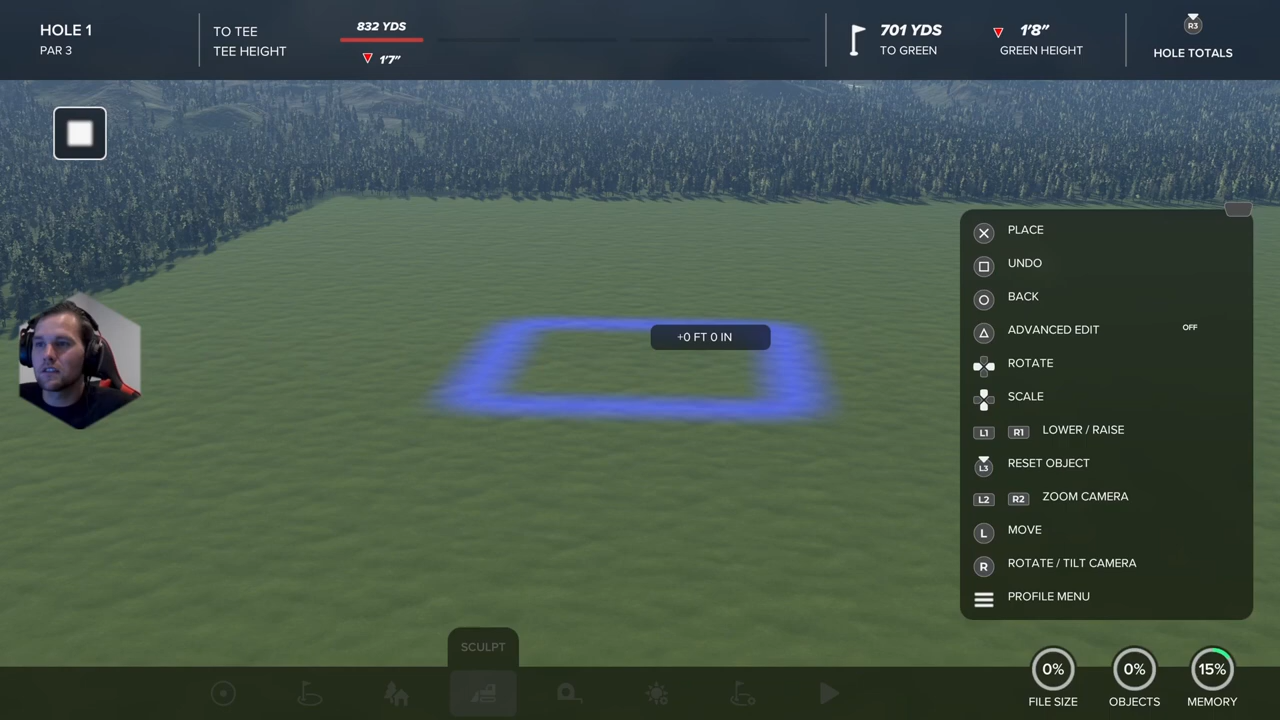 HOLE 1
PAR 3
TO TEE
TEE HEIGHT
832 YDS
1'7"
701 YDS
TO GREEN
1'8"
GREEN HEIGHT
R3
HOLE TOTALS
PLACE
UNDO
BACK
ADVANCED EDIT OFF
ROTATE
SCALE
L1 R1 LOWER / RAISE
L3 RESET OBJECT
L2 R2 ZOOM CAMERA
L MOVE
R ROTATE / TILT CAMERA
PROFILE MENU
+0 FT 0 IN
SCULPT
0%
FILE SIZE
0%
OBJECTS
15%
MEMORY